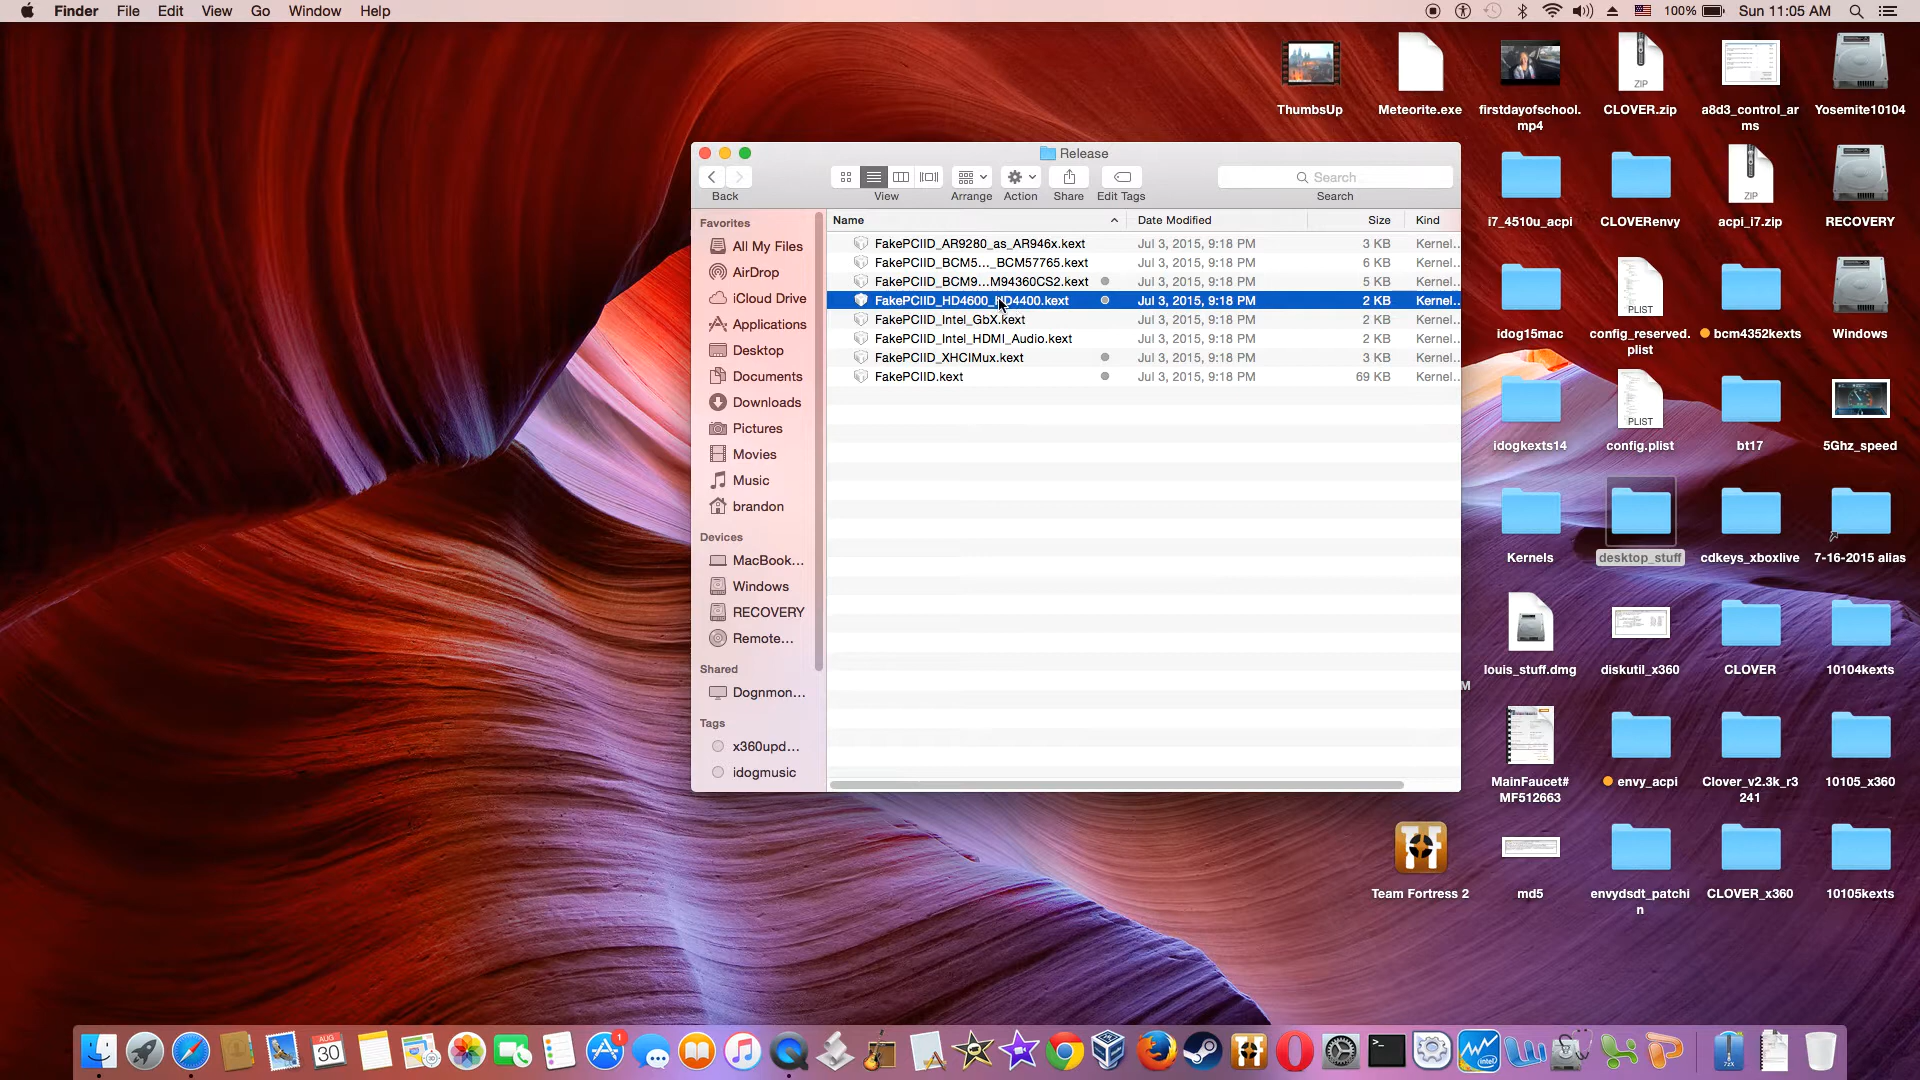 Finder File Edit View Go Window Help
100% Sun 11:05 AM
ThumbsUp
Meteorite.exe
firstdayofschool.
mp4
ZIP
CLOVER.zip
a8d3_control_ar
ms
Yosemite10104
i7_4510u_acpi
CLOVERenvy
ZIP
acpi_i7.zip
RECOVERY
idog15mac
config_reserved.
plist
bcm4352kexts
Windows
idogkexts14
PLIST
config.plist
bt17
5Ghz_speed
Kernels
desktop_stuff
cdkeys_xboxlive
7-16-2015 alias
louis_stuff.dmg
diskutil_x360
CLOVER
10104kexts
MainFaucet#
MF512663
envy_acpi
Clover_v2.3k_r3
241
10105_x360
Team Fortress 2
md5
envydsdt_patchi
n
CLOVER_x360
10105kexts
Release
Search
Back View Arrange Action Share Edit Tags Search
Favorites
All My Files
AirDrop
iCloud Drive
Applications
Desktop
Documents
Downloads
Pictures
Movies
Music
brandon
Devices
MacBook...
Windows
RECOVERY
Remote...
Shared
Dognmon...
Tags
x360upd...
idogmusic
Name Date Modified Size Kind
FakePCIID_AR9280_as_AR946x.kext Jul 3, 2015, 9:18 PM 3 KB Kernel..
FakePCIID_BCM5..._BCM57765.kext Jul 3, 2015, 9:18 PM 6 KB Kernel..
FakePCIID_BCM9...M94360CS2.kext Jul 3, 2015, 9:18 PM 5 KB Kernel..
FakePCIID_HD4600_HD4400.kext Jul 3, 2015, 9:18 PM 2 KB Kernel..
FakePCIID_Intel_GbX.kext Jul 3, 2015, 9:18 PM 2 KB Kernel..
FakePCIID_Intel_HDMI_Audio.kext Jul 3, 2015, 9:18 PM 2 KB Kernel..
FakePCIID_XHCIMux.kext Jul 3, 2015, 9:18 PM 3 KB Kernel..
FakePCIID.kext Jul 3, 2015, 9:18 PM 69 KB Kernel..
AUG
30
1